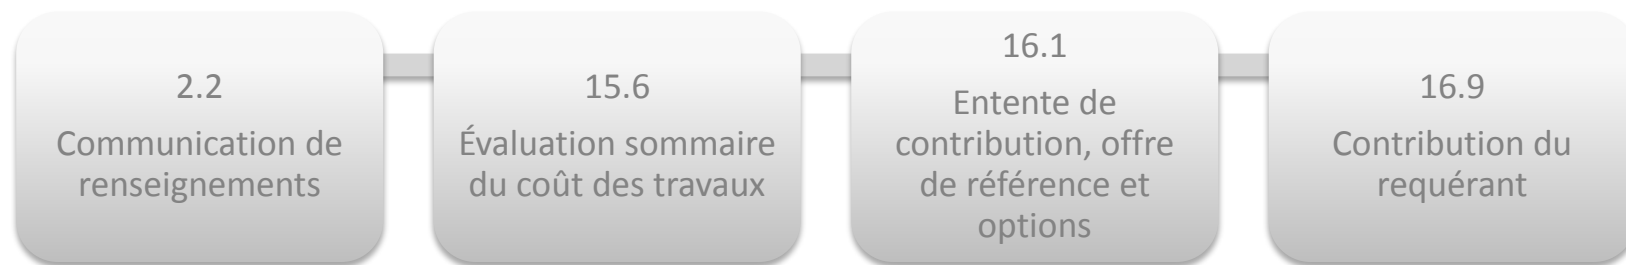 2.2
Communication de
renseignements
15.6
Évaluation sommaire
du coût des travaux
16.1
Entente de
contribution, offre
de référence et
options
16.9
Contribution du
requérant